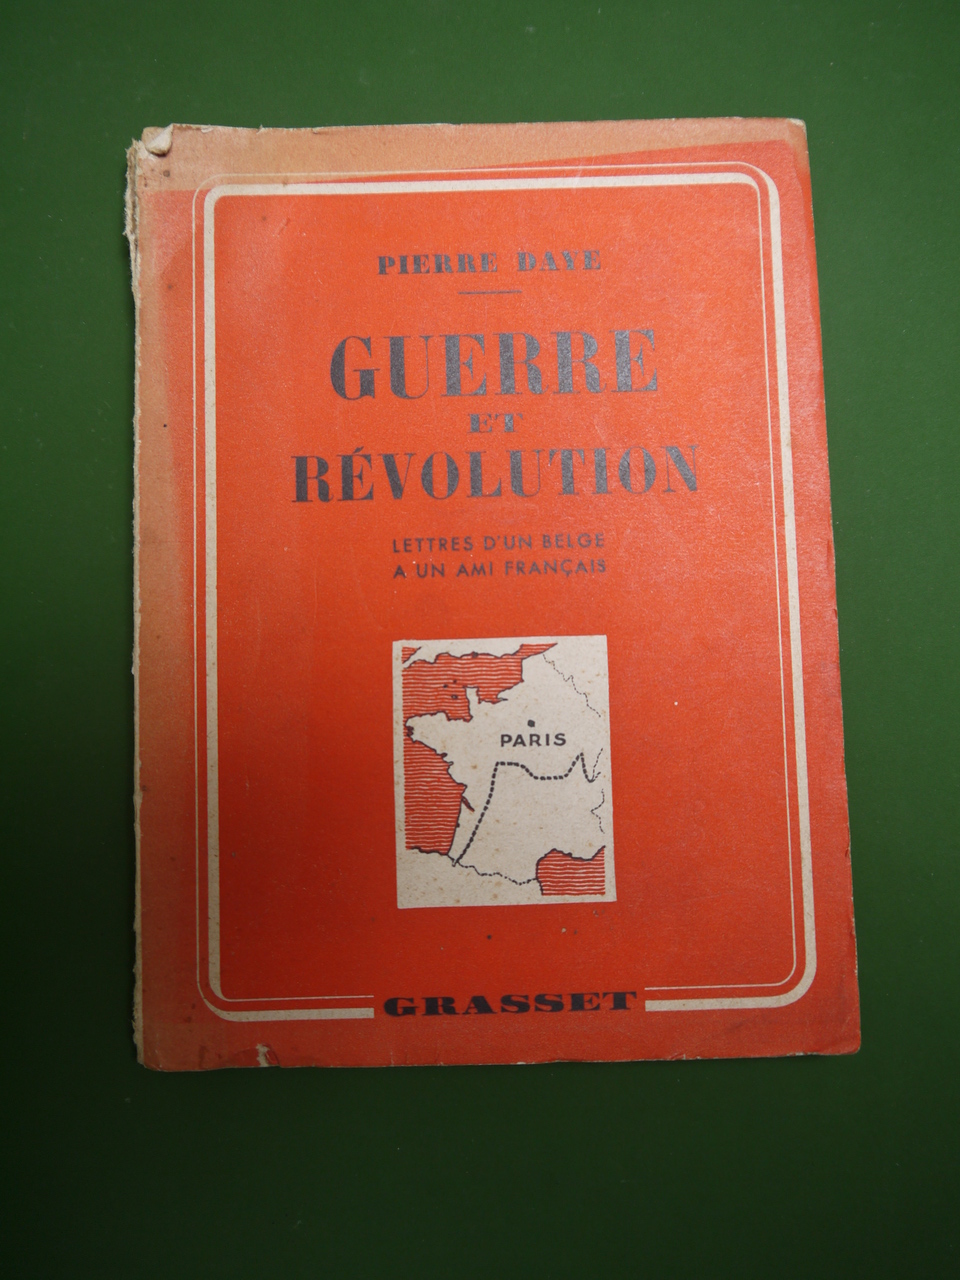 PIERRE DAYE
GUERRE
ET
RÉVOLUTION
LETTRES D'UN BELGE
A UN AMI FRANÇAIS
PARIS
GRASSET